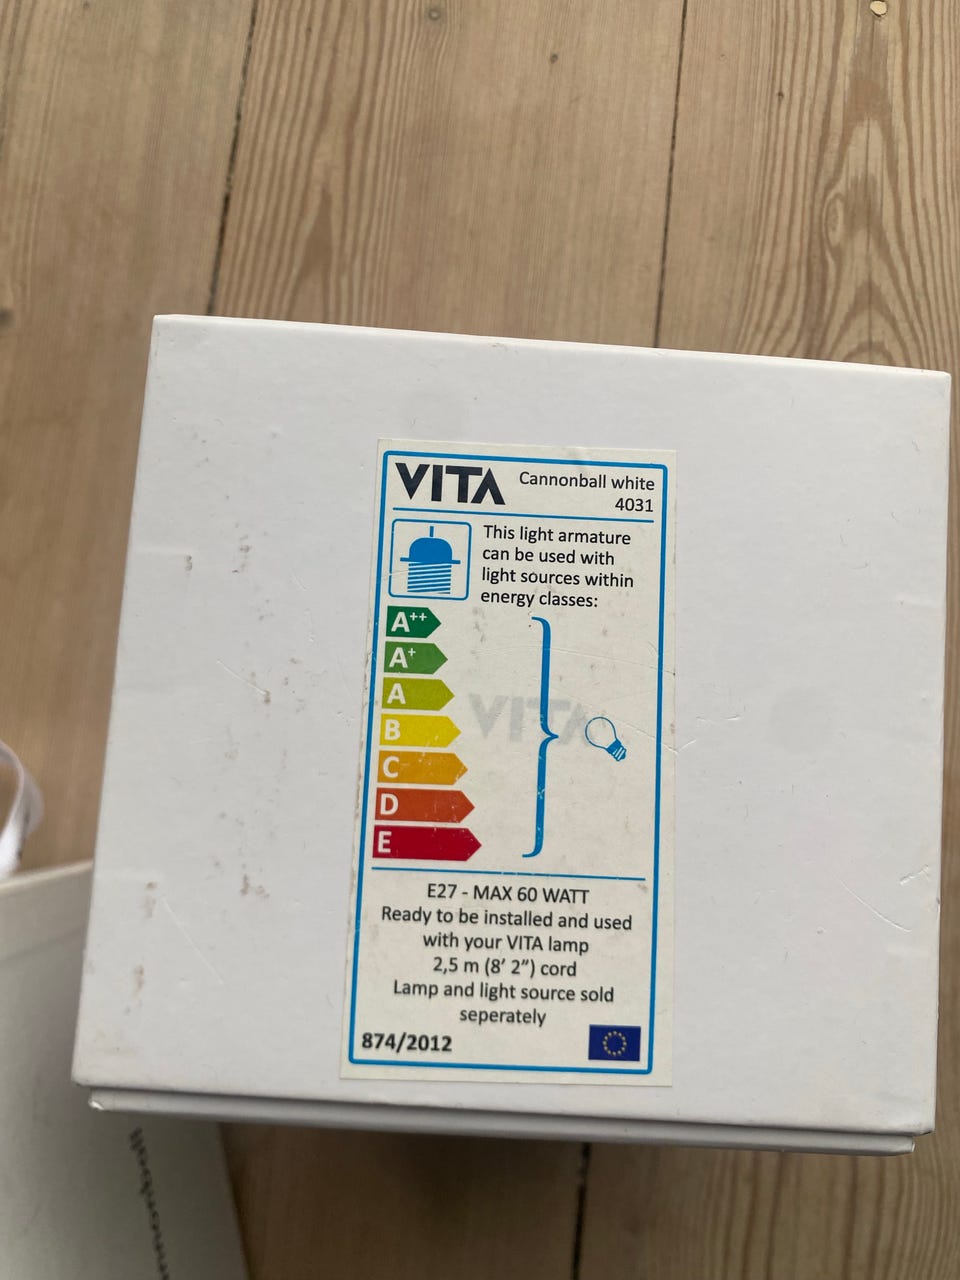 VITA Cannonball white
4031
This light armature
can be used with
light sources within
energy classes:
A++
A+
A
B
C
D
E
VITA
E27 - MAX 60 WATT
Ready to be installed and used
with your VITA lamp
2,5 m (8' 2") cord
Lamp and light source sold
seperately
874/2012